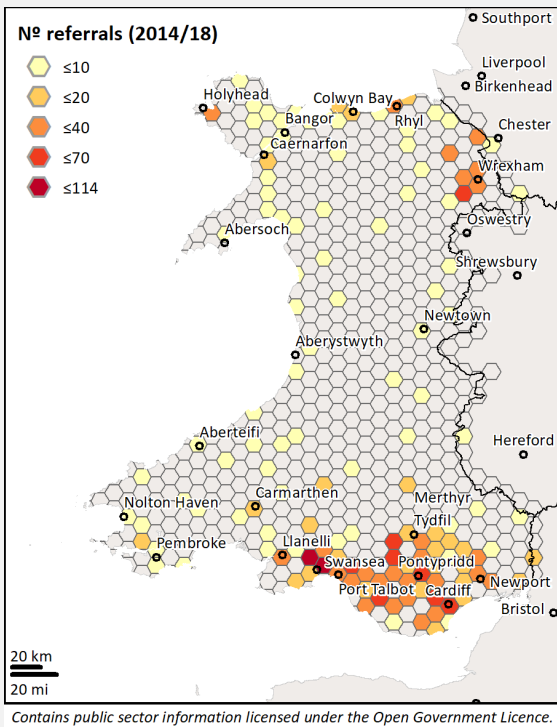 Nº referrals (2014/18)
≤10
≤20
≤40
≤70
≤114
Southport
Liverpool
Birkenhead
Holyhead
Colwyn Bay
Rhyl
Bangor
Chester
Caernarfon
Wrexham
Oswestry
Abersoch
Shrewsbury
Newtown
Aberystwyth
Aberteifi
Hereford
Carmarthen
Merthyr
Tydfil
Nolton Haven
Pembroke
Llanelli
Swansea
Pontypridd
Port Talbot
Cardiff
Newport
Bristol
20 km
20 mi
Contains public sector information licensed under the Open Government Licence.